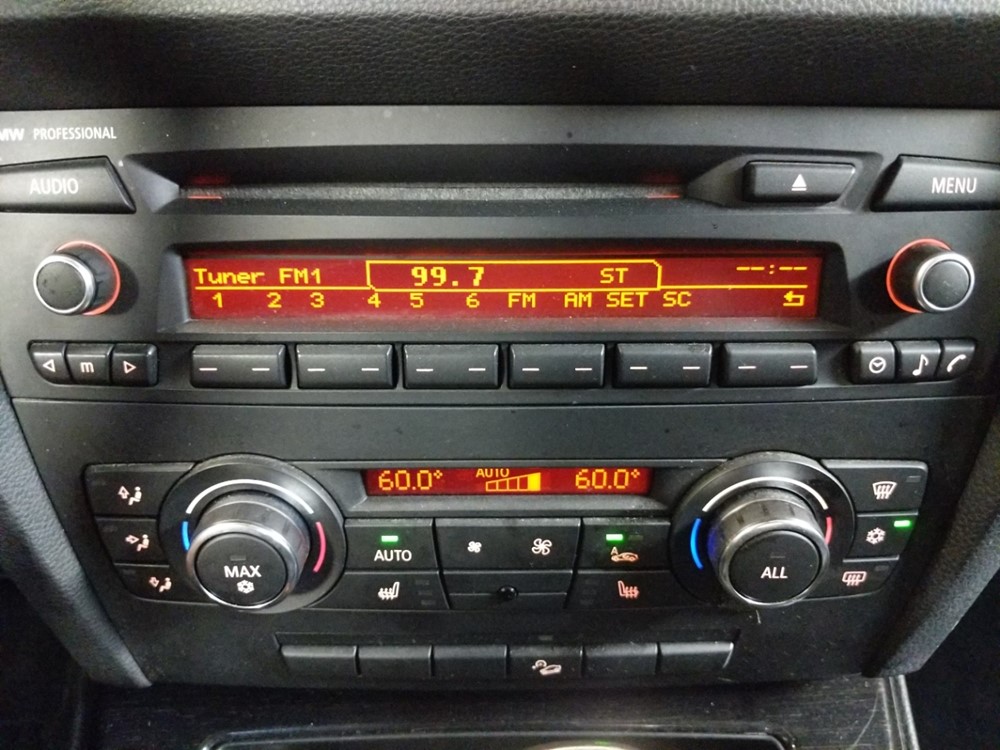 MW PROFESSIONAL
AUDIO
MENU
Tuner FM1 99.7 ST --:--
1 2 3 4 5 6 FM AM SET SC
m
60.0° AUTO 60.0°
AUTO
A
MAX
ALL